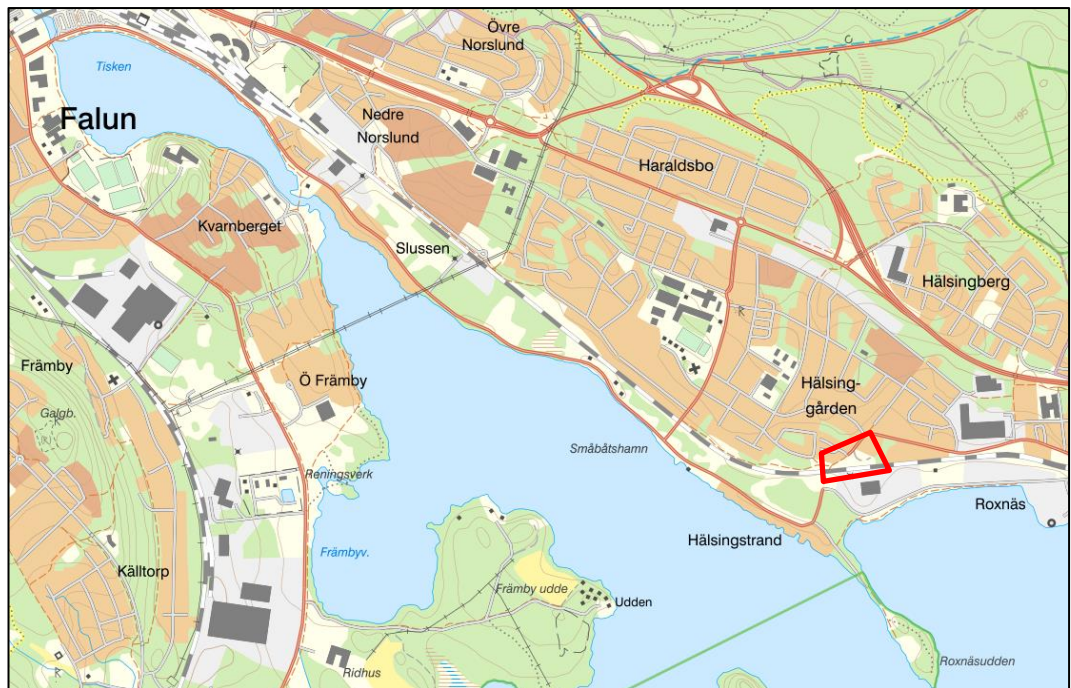 Övre
Norslund
Tisken
Falun
Nedre
Norslund
195
Haraldsbo
Kvarnberget
Slussen
Hälsingberg
Främby
Ö Främby
Hälsing-
gården
Galgb.
Småbåtshamn
Reningsverk
Roxnäs
Hälsingstrand
Främbyv.
Källtorp
Främby udde
Udden
Ridhus
Roxnäsudden